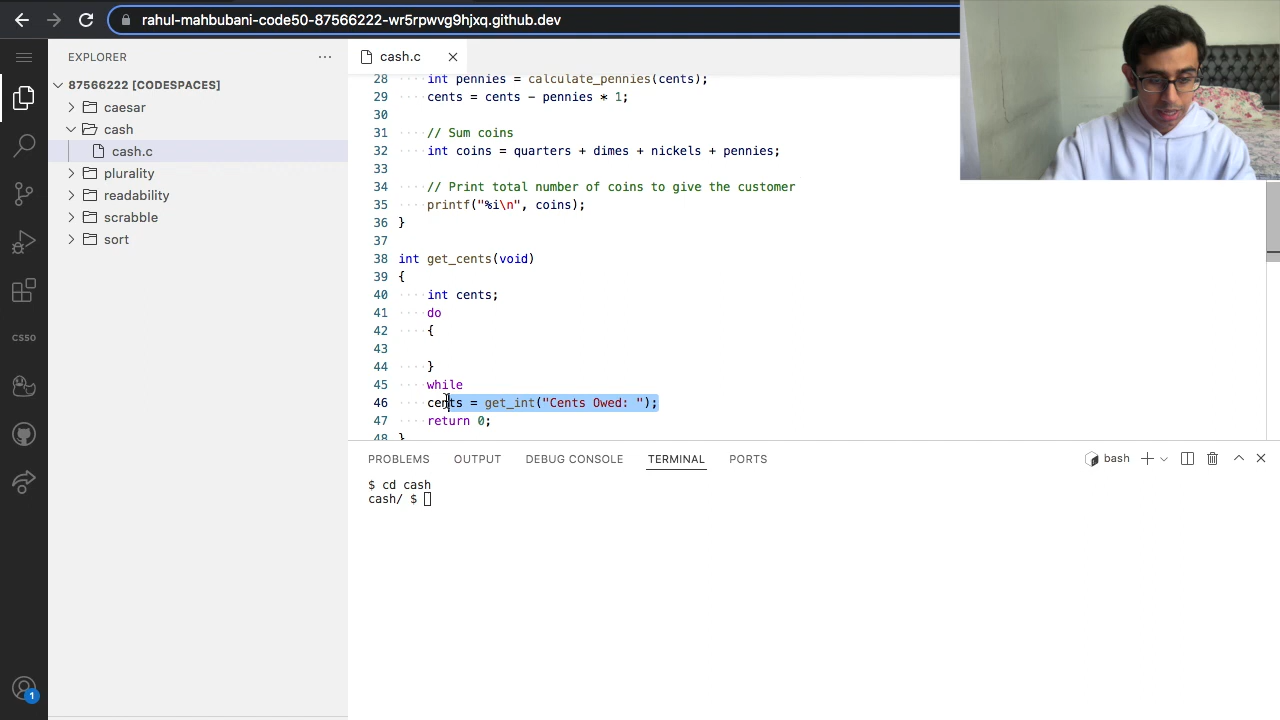 rahul-mahbubani-code50-87566222-wr5rpwvg9hjxq.github.dev
EXPLORER
cash.c
87566222 [CODESPACES]
caesar
cash
cash.c
plurality
readability
scrabble
sort
CS50
1
28 int pennies = calculate_pennies(cents);
29 cents = cents - pennies * 1;
30
31 // Sum coins
32 int coins = quarters + dimes + nickels + pennies;
33
34 // Print total number of coins to give the customer
35 printf("%i\n", coins);
36 }
37
38 int get_cents(void)
39 {
40 int cents;
41 do
42 {
43
44 }
45 while
46 cents = get_int("Cents Owed: ");
47 return 0;
48 }
PROBLEMS OUTPUT DEBUG CONSOLE TERMINAL PORTS bash
$ cd cash
cash/ $